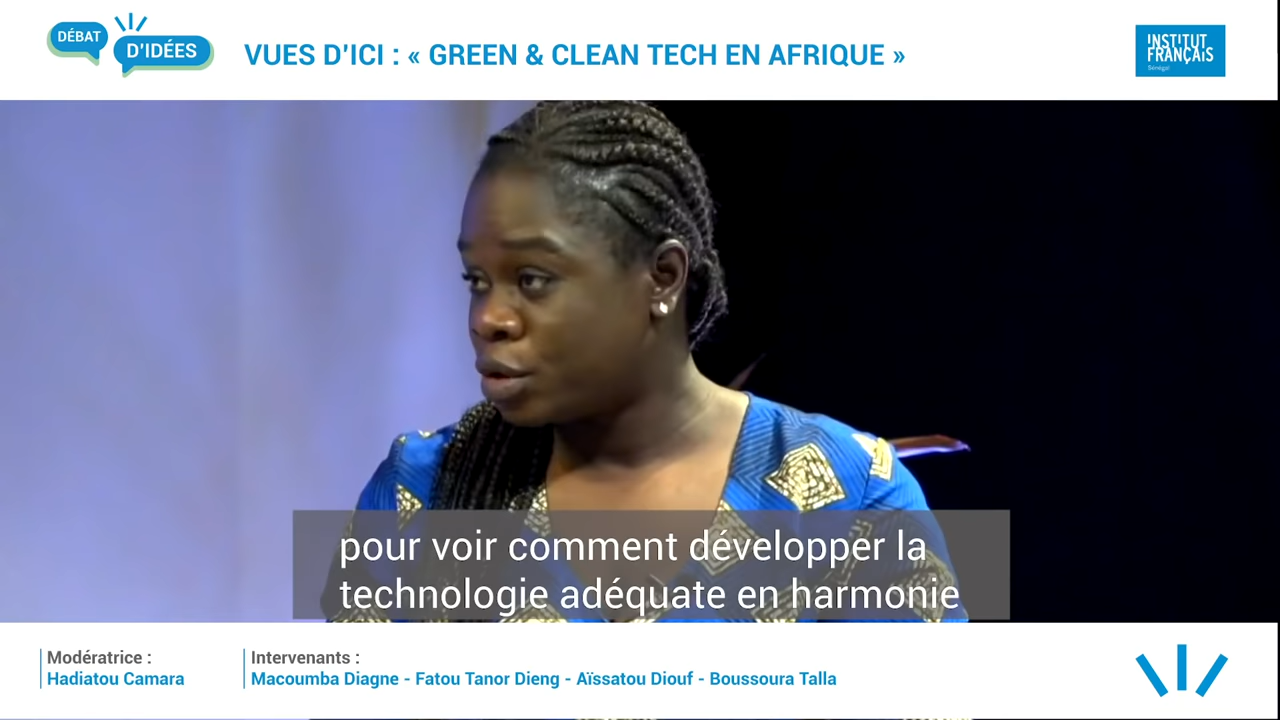 DÉBAT
D'IDÉES
VUES D'ICI : « GREEN & CLEAN TECH EN AFRIQUE »
INSTITUT
FRANÇAIS
Sénégal
pour voir comment développer la
technologie adéquate en harmonie
Modératrice :
Hadiatou Camara
Intervenants :
Macoumba Diagne - Fatou Tanor Dieng - Aïssatou Diouf - Boussoura Talla